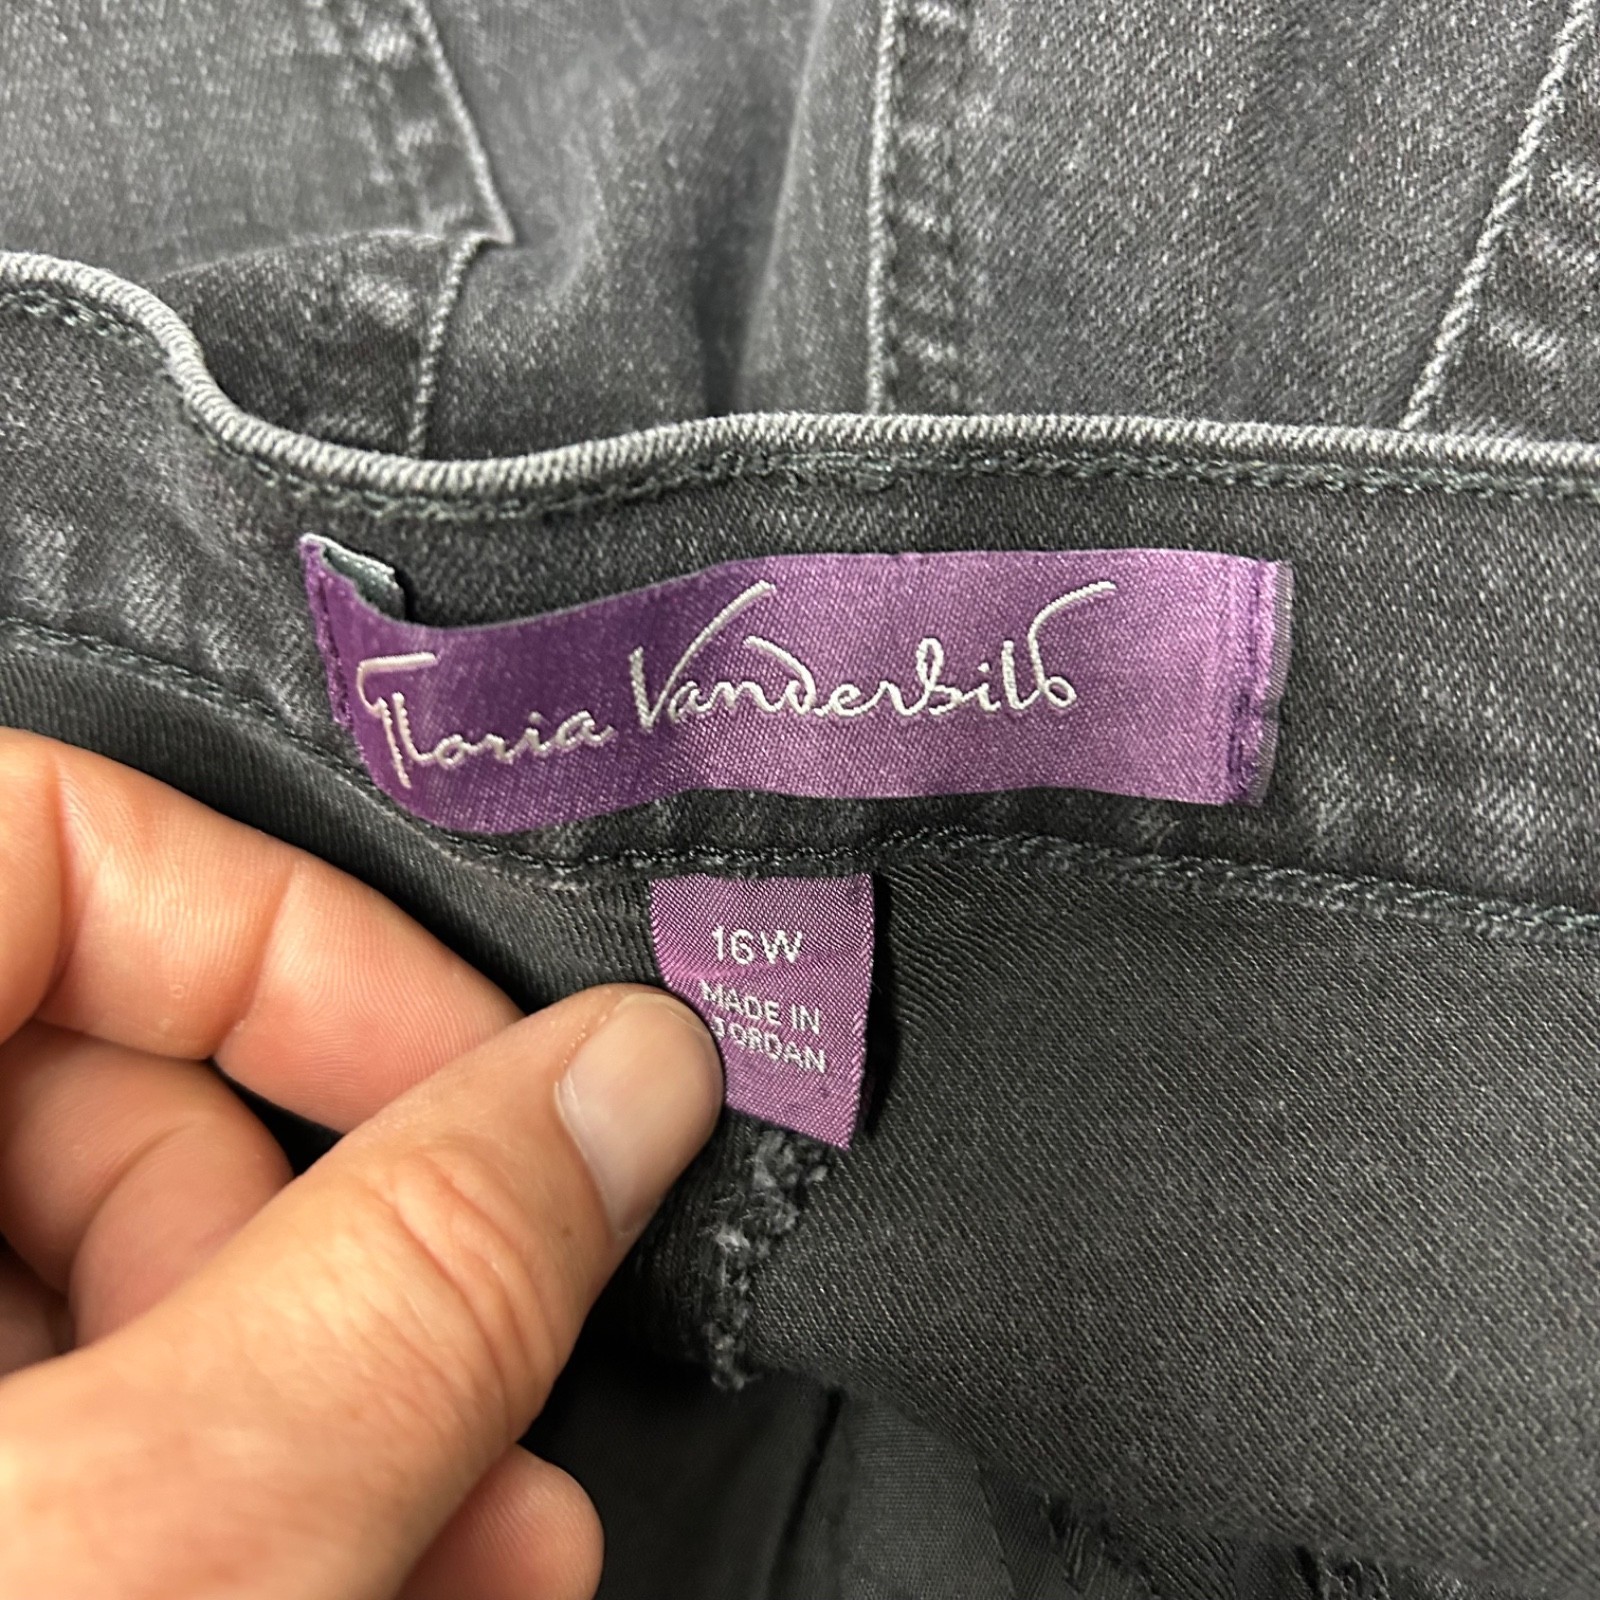 Gloria Vanderbilt
16W
MADE IN
JORDAN